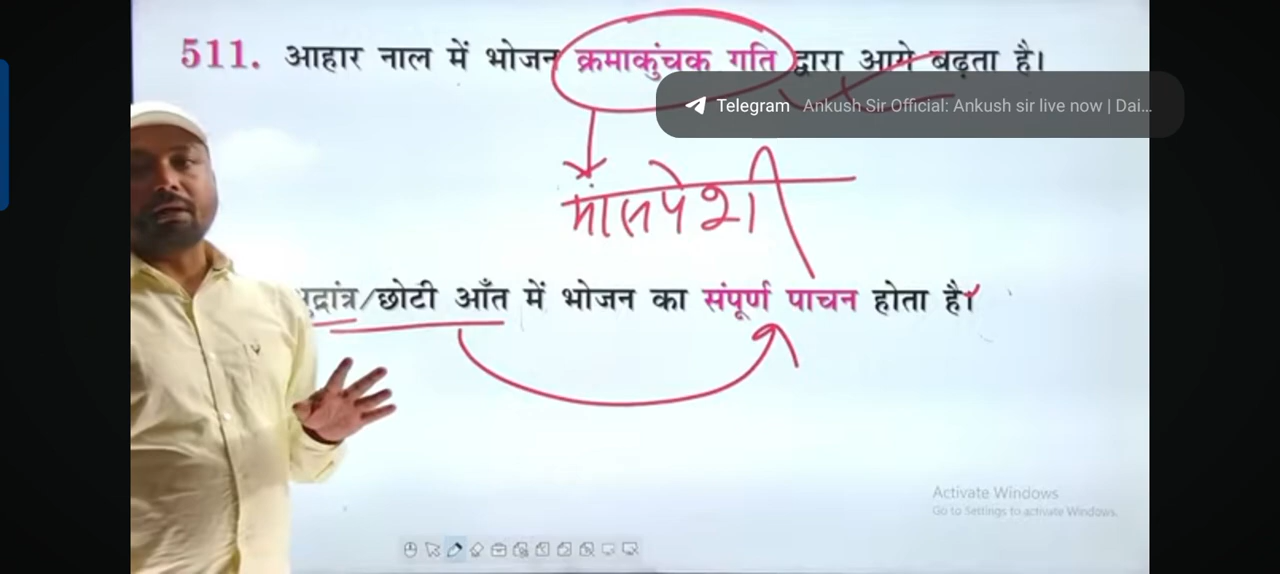 511. आहार नाल में भोजन क्रमाकुंचक गति द्वारा आगे बढ़ता है।
Telegram Ankush Sir Official: Ankush sir live now | Dai...
मांसपेशी
क्षुद्रांत्र/छोटी आँत में भोजन का संपूर्ण पाचन होता है।
Activate Windows
Go to Settings to activate Windows.